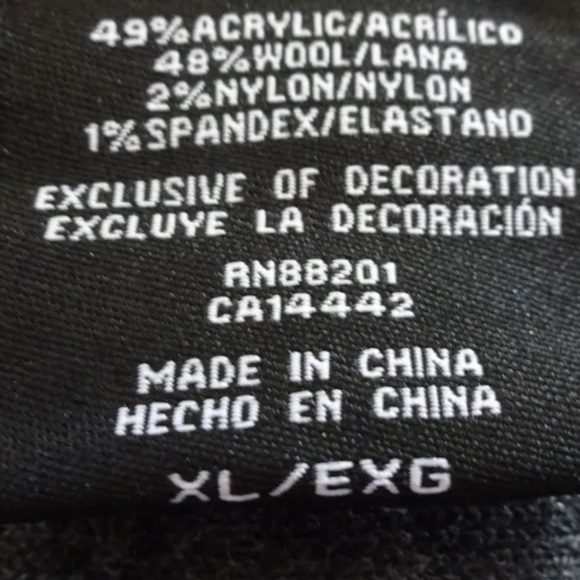 49%ACRYLIC/ACRÍLICO
48%WOOL/LANA
2%NYLON/NYLON
1%SPANDEX/ELASTANO
EXCLUSIVE OF DECORATION
EXCLUYE LA DECORACIÓN
RN88201
CA14442
MADE IN CHINA
HECHO EN CHINA
XL/EXG